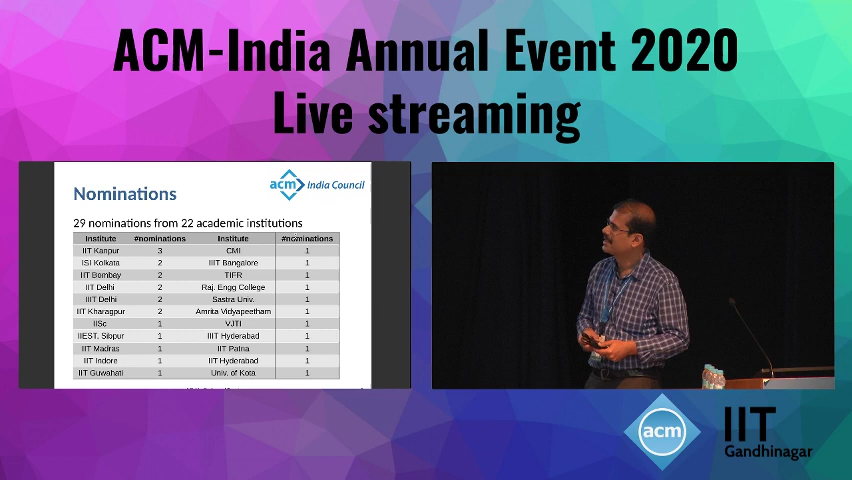 ACM-India Annual Event 2020
Live streaming
acm India Council
Nominations
29 nominations from 22 academic institutions
Institute #nominations Institute #nominations
IIT Kanpur 3 CMI 1
ISI Kolkata 2 IIIT Bangalore 1
IIT Bombay 2 TIFR 1
IIT Delhi 2 Raj. Engg College 1
IIIT Delhi 2 Sastra Univ. 1
IIT Kharagpur 2 Amrita Vidyapeetham 1
IISc 1 VJTI 1
IIEST, Sibpur 1 IIIT Hyderabad 1
IIT Madras 1 IIT Patna 1
IIT Indore 1 IIT Hyderabad 1
IIT Guwahati 1 Univ. of Kota 1
acm
IIT
Gandhinagar